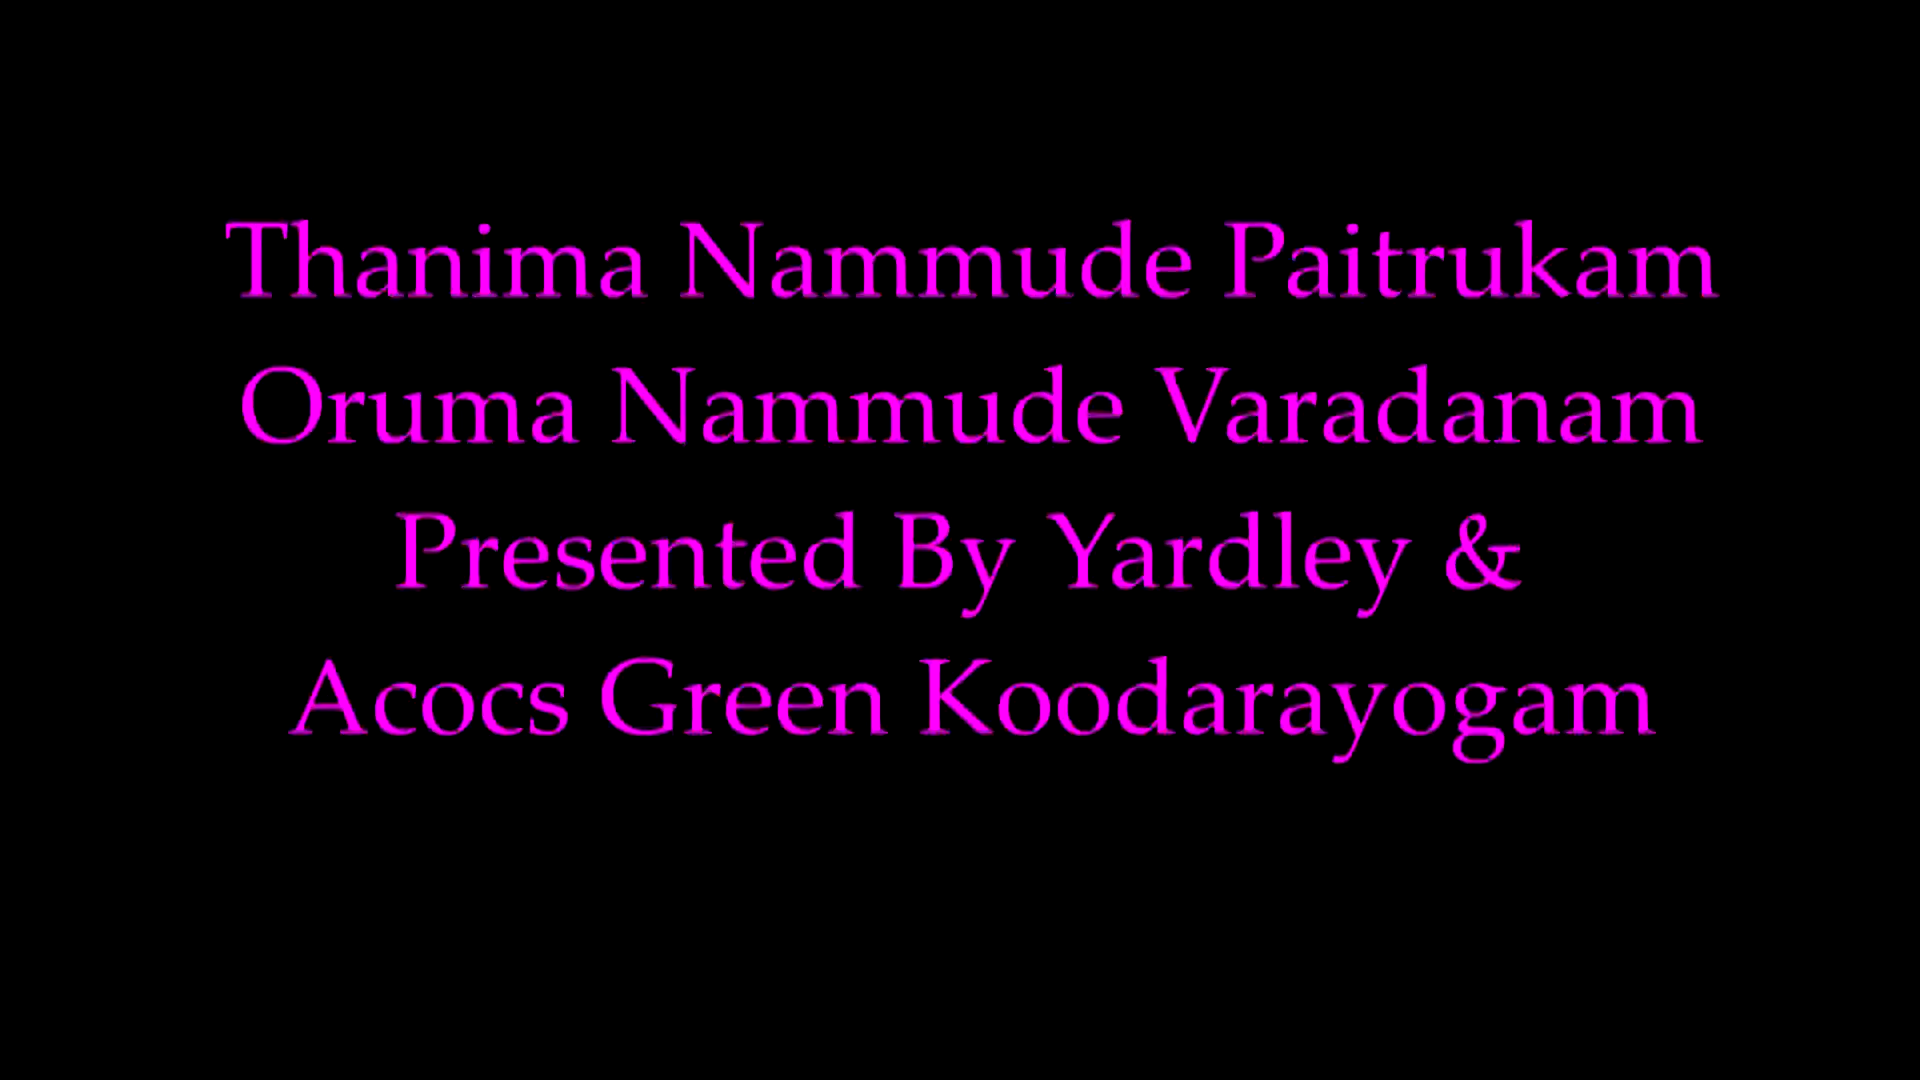 Thanima Nammude Paitrukam
Oruma Nammude Varadanam
Presented By Yardley &
Acocs Green Koodarayogam